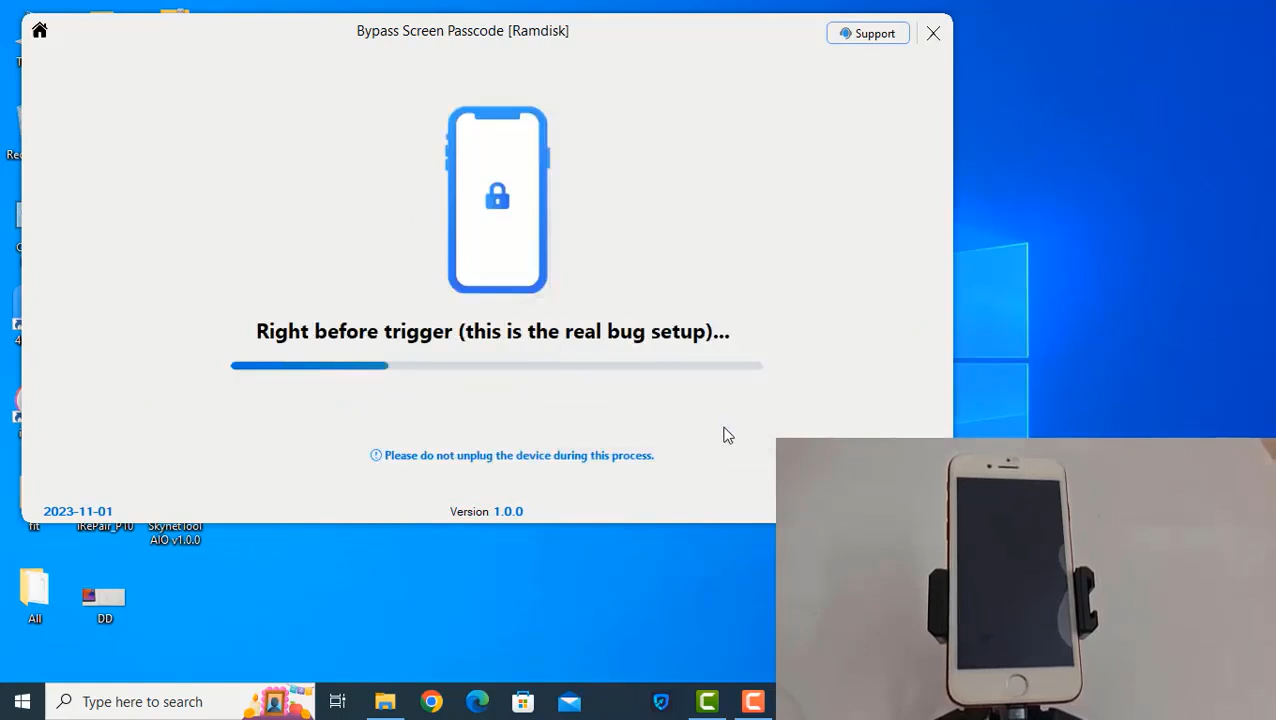 Bypass Screen Passcode [Ramdisk]
Support
Right before trigger (this is the real bug setup)...
Please do not unplug the device during this process.
2023-11-01
Version 1.0.0
fit
iRepair_P10
SkynetTool
AIO v1.0.0
All
DD
Type here to search